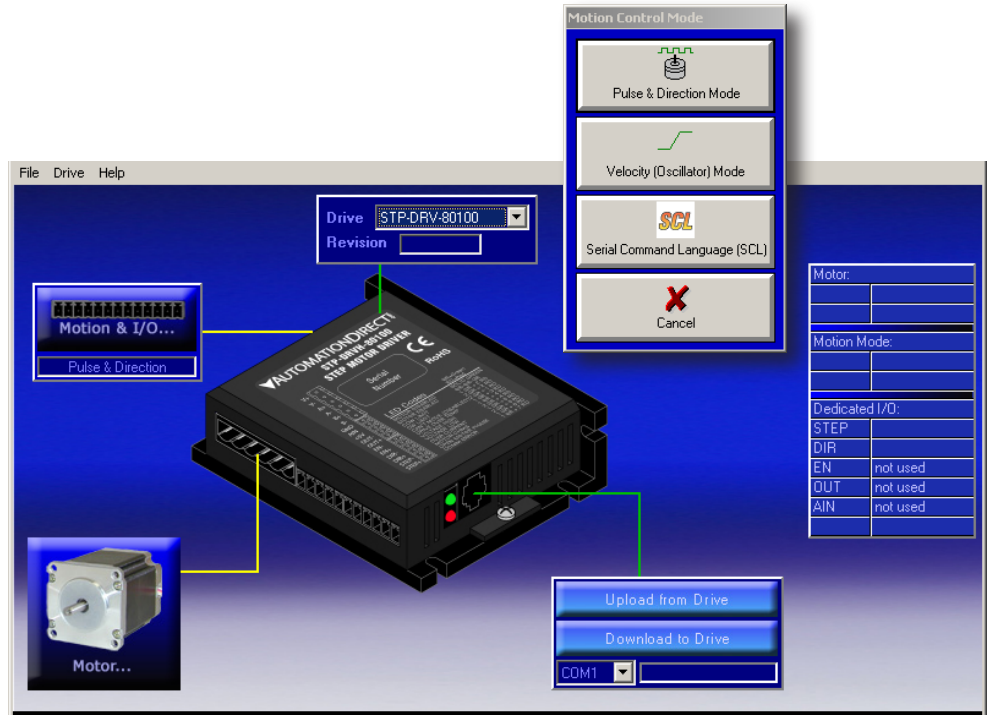 Motion Control Mode
Pulse & Direction Mode
Velocity (Oscillator) Mode
SCL
Serial Command Language (SCL)
Cancel
File Drive Help
Drive STP-DRV-80100
Revision
Motion & I/O...
Pulse & Direction
AUTOMATIONDIRECT
STP-DRVH-80100
STEP MOTOR DRIVER
CE
RoHS
Serial
Number
LED Codes
Motor:
Motion Mode:
Dedicated I/O:
STEP
DIR
EN not used
OUT not used
AIN not used
Motor...
Upload from Drive
Download to Drive
COM1